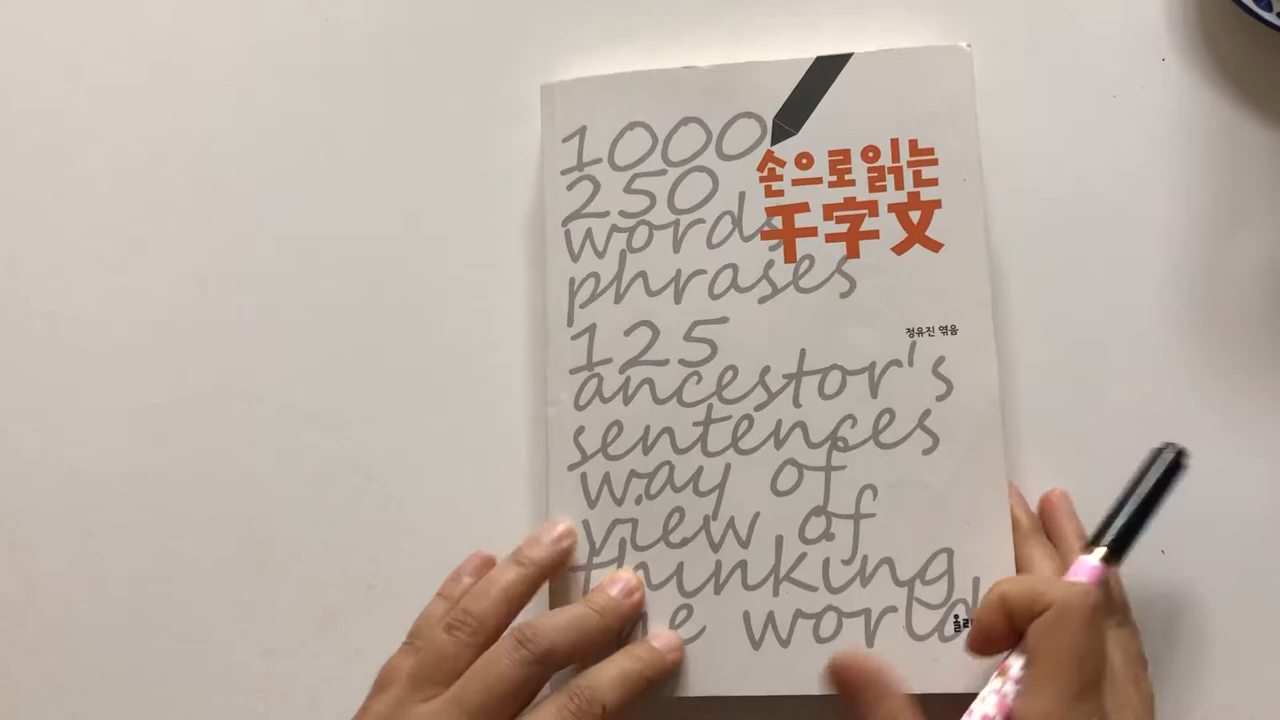 1000
250
words
phrases
손으로 읽는
千字文
정유진 엮음
125
ancestor's
sentences
way of
view of
thinking
world